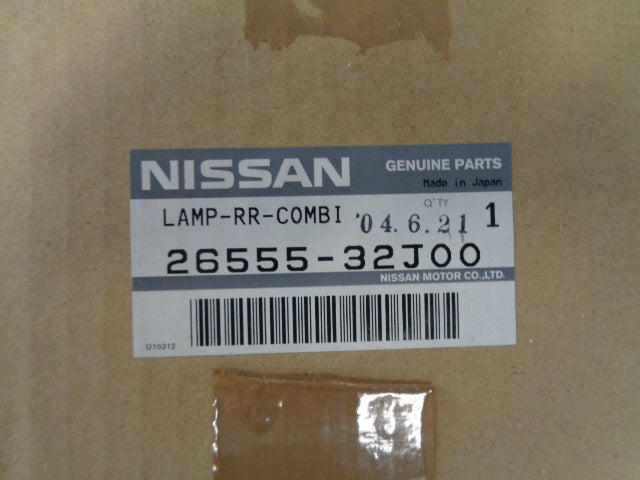 NISSAN GENUINE PARTS
Made in Japan
LAMP-RR-COMBI '04.6.21 Q'TY 1
26555-32J00
NISSAN MOTOR CO.,LTD.
U10312